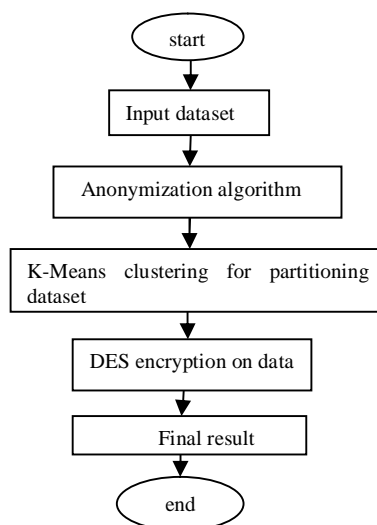 start
Input dataset
Anonymization algorithm
K-Means clustering for partitioning
dataset
DES encryption on data
Final result
end